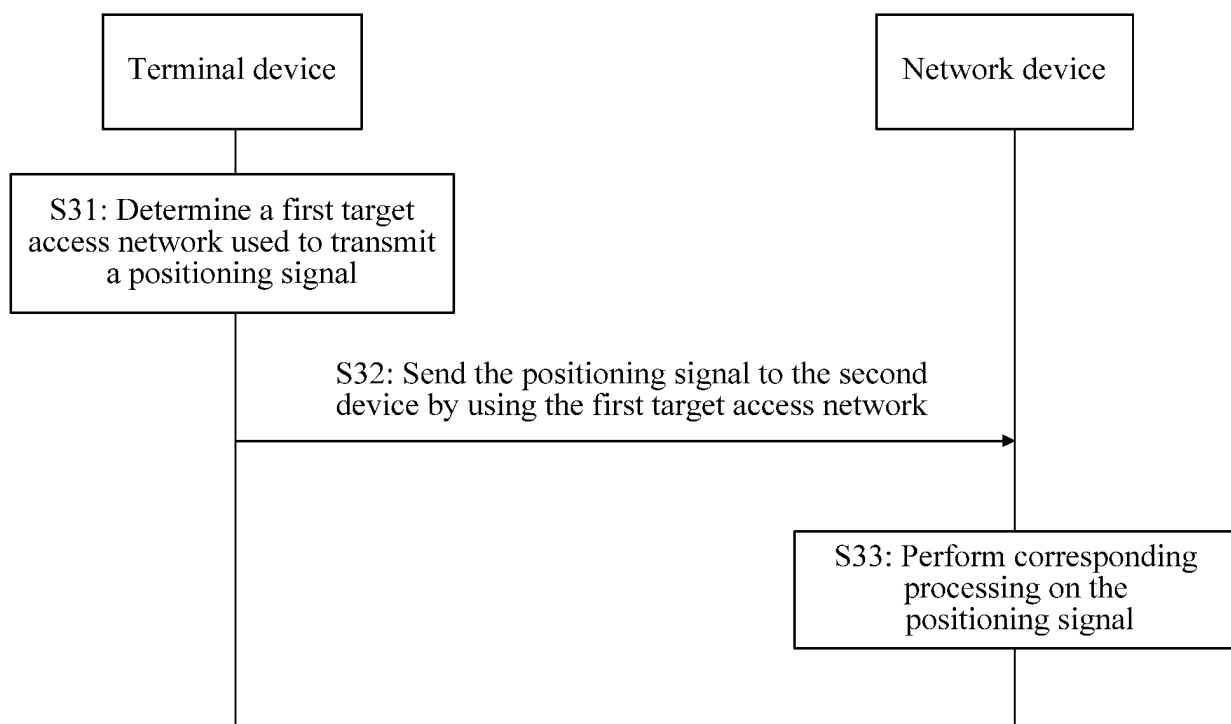 Terminal device
Network device
S31: Determine a first target
access network used to transmit
a positioning signal
S32: Send the positioning signal to the second
device by using the first target access network
S33: Perform corresponding
processing on the
positioning signal